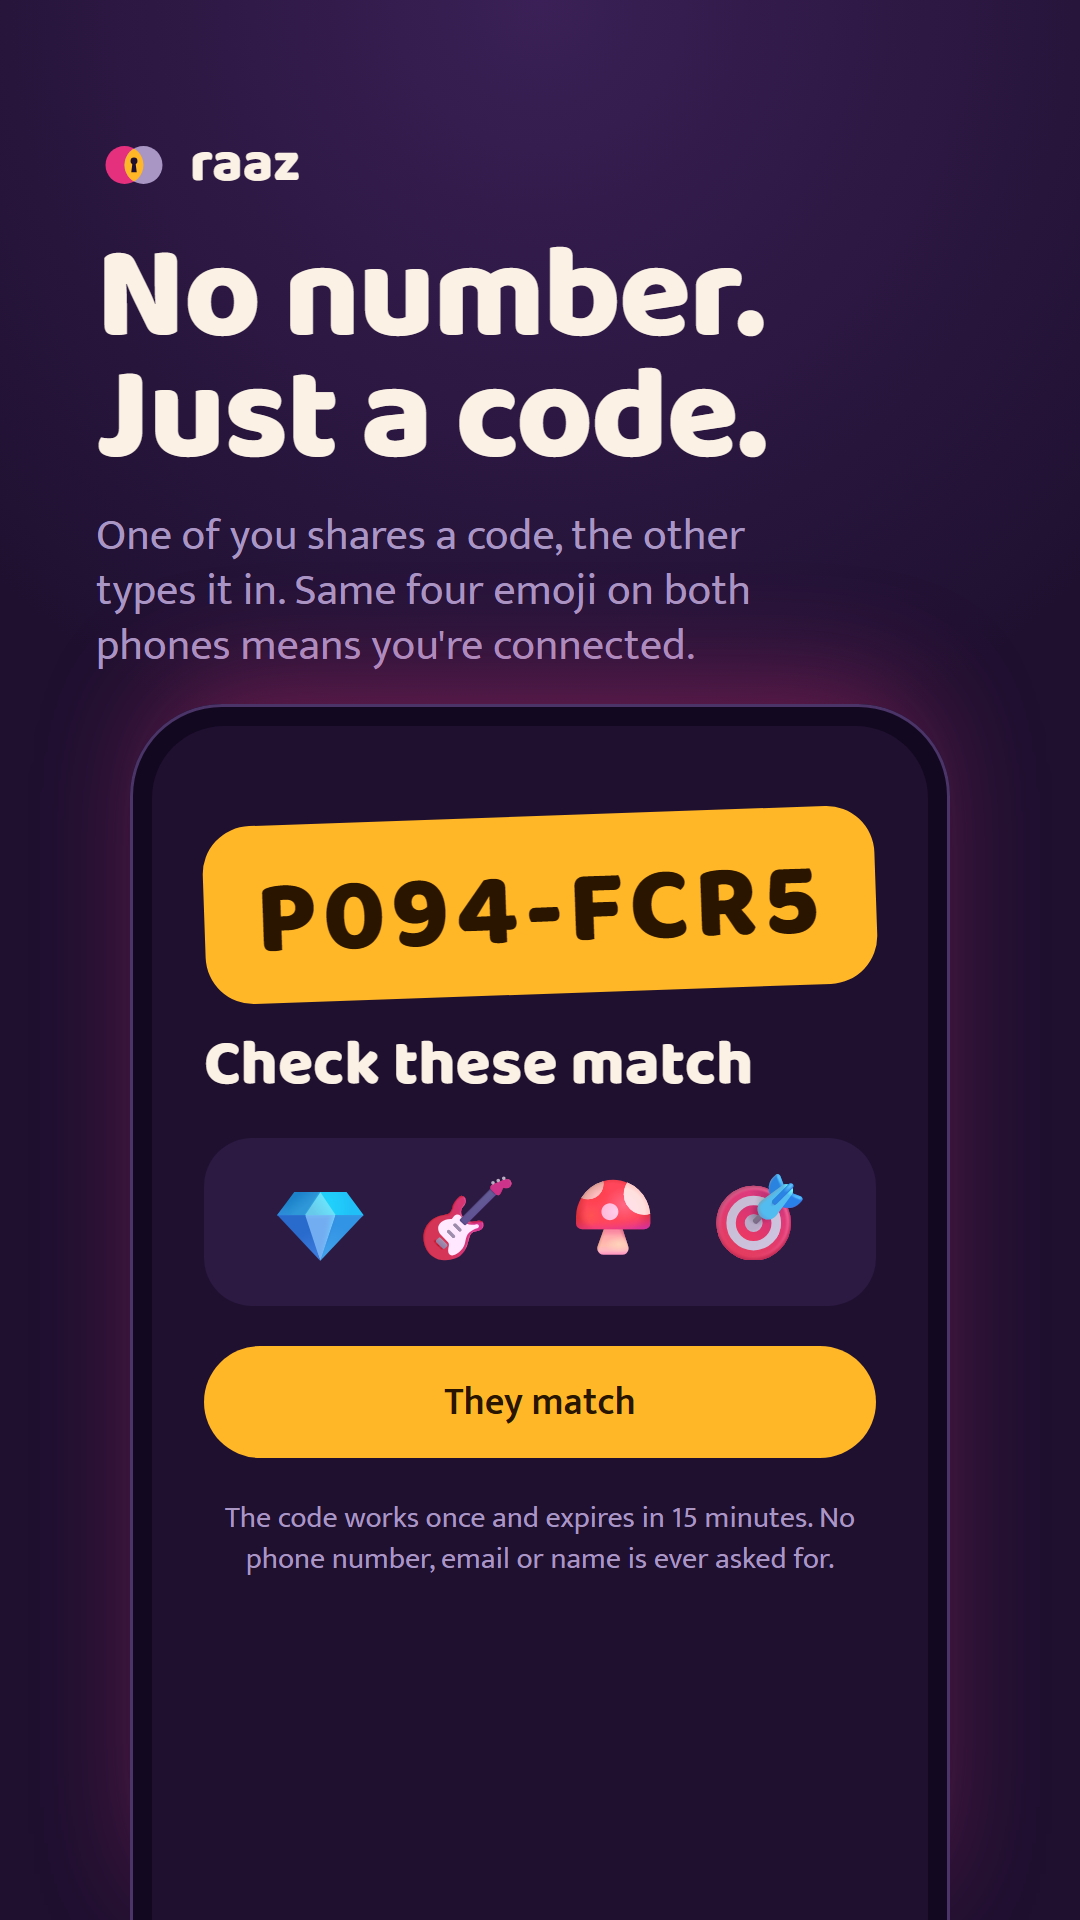 raaz
No number.
Just a code.
One of you shares a code, the other
types it in. Same four emoji on both
phones means you're connected.
P094-FCR5
Check these match
They match
The code works once and expires in 15 minutes. No
phone number, email or name is ever asked for.